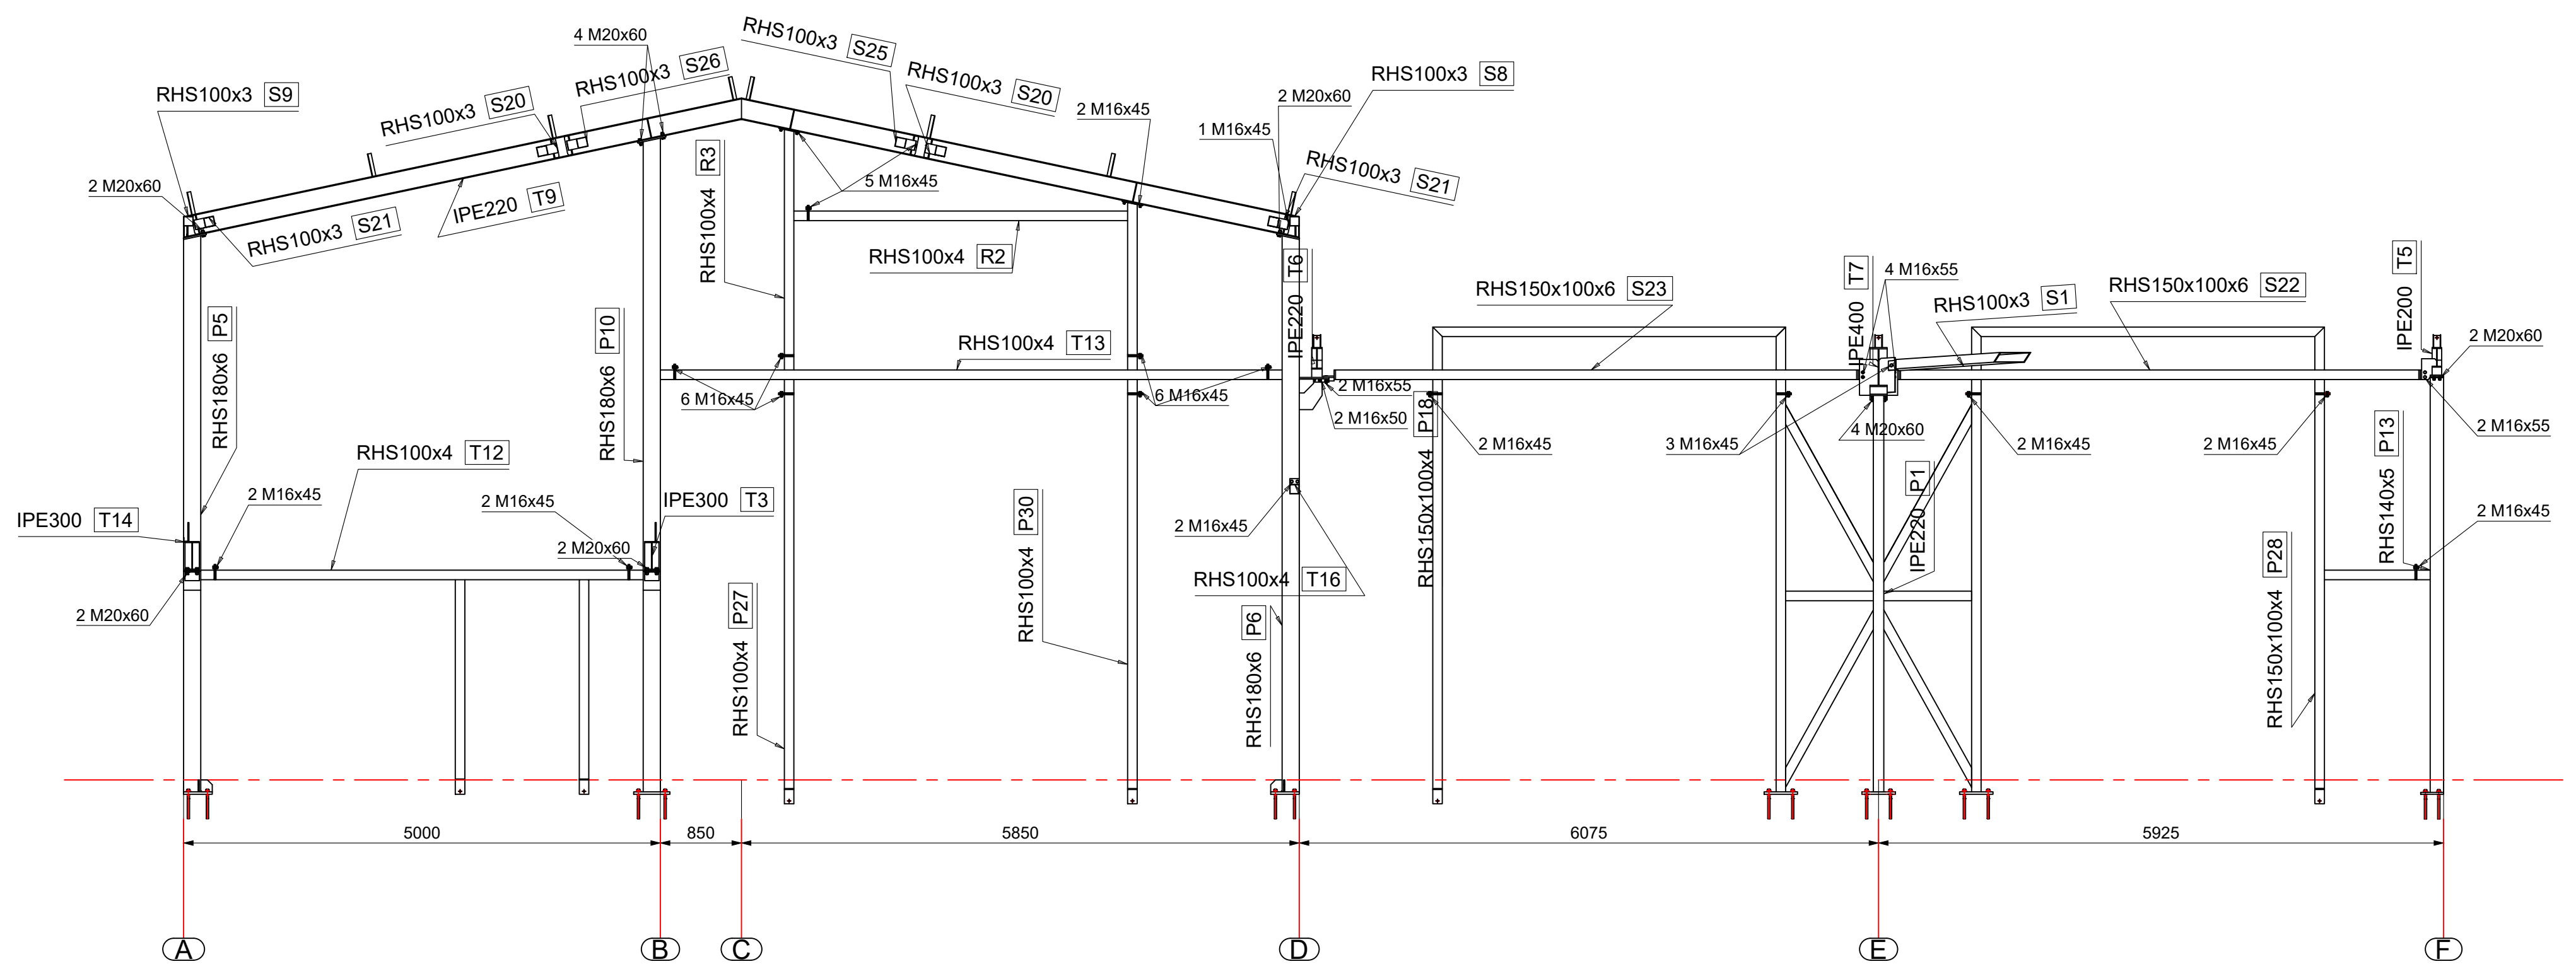 RHS100x3 S9
RHS100x3 S20
4 M20x60
RHS100x3 S26
RHS100x3 S25
RHS100x3 S20
2 M16x45
2 M20x60
1 M16x45
RHS100x3 S8
RHS100x3 S21
2 M20x60
RHS100x3 S21
IPE220 T9
RHS100x4 R3
5 M16x45
RHS100x4 R2
IPE220 T6
RHS150x100x6 S23
IPE400 T7
4 M16x55
RHS100x3 S1
RHS150x100x6 S22
IPE200 T5
2 M20x60
RHS180x6 P5
RHS180x6 P10
RHS100x4 T13
6 M16x45
6 M16x45
2 M16x55
2 M16x50
RHS150x100x4 P18
2 M16x45
3 M16x45
4 M20x60
2 M16x45
2 M16x45
2 M16x55
RHS140x5 P13
RHS100x4 T12
2 M16x45
2 M16x45
IPE300 T3
IPE300 T14
2 M20x60
2 M20x60
RHS100x4 P27
RHS100x4 P30
2 M16x45
RHS100x4 T16
RHS180x6 P6
IPE220 P1
RHS150x100x4 P28
2 M16x45
5000
850
5850
6075
5925
A
B
C
D
E
F